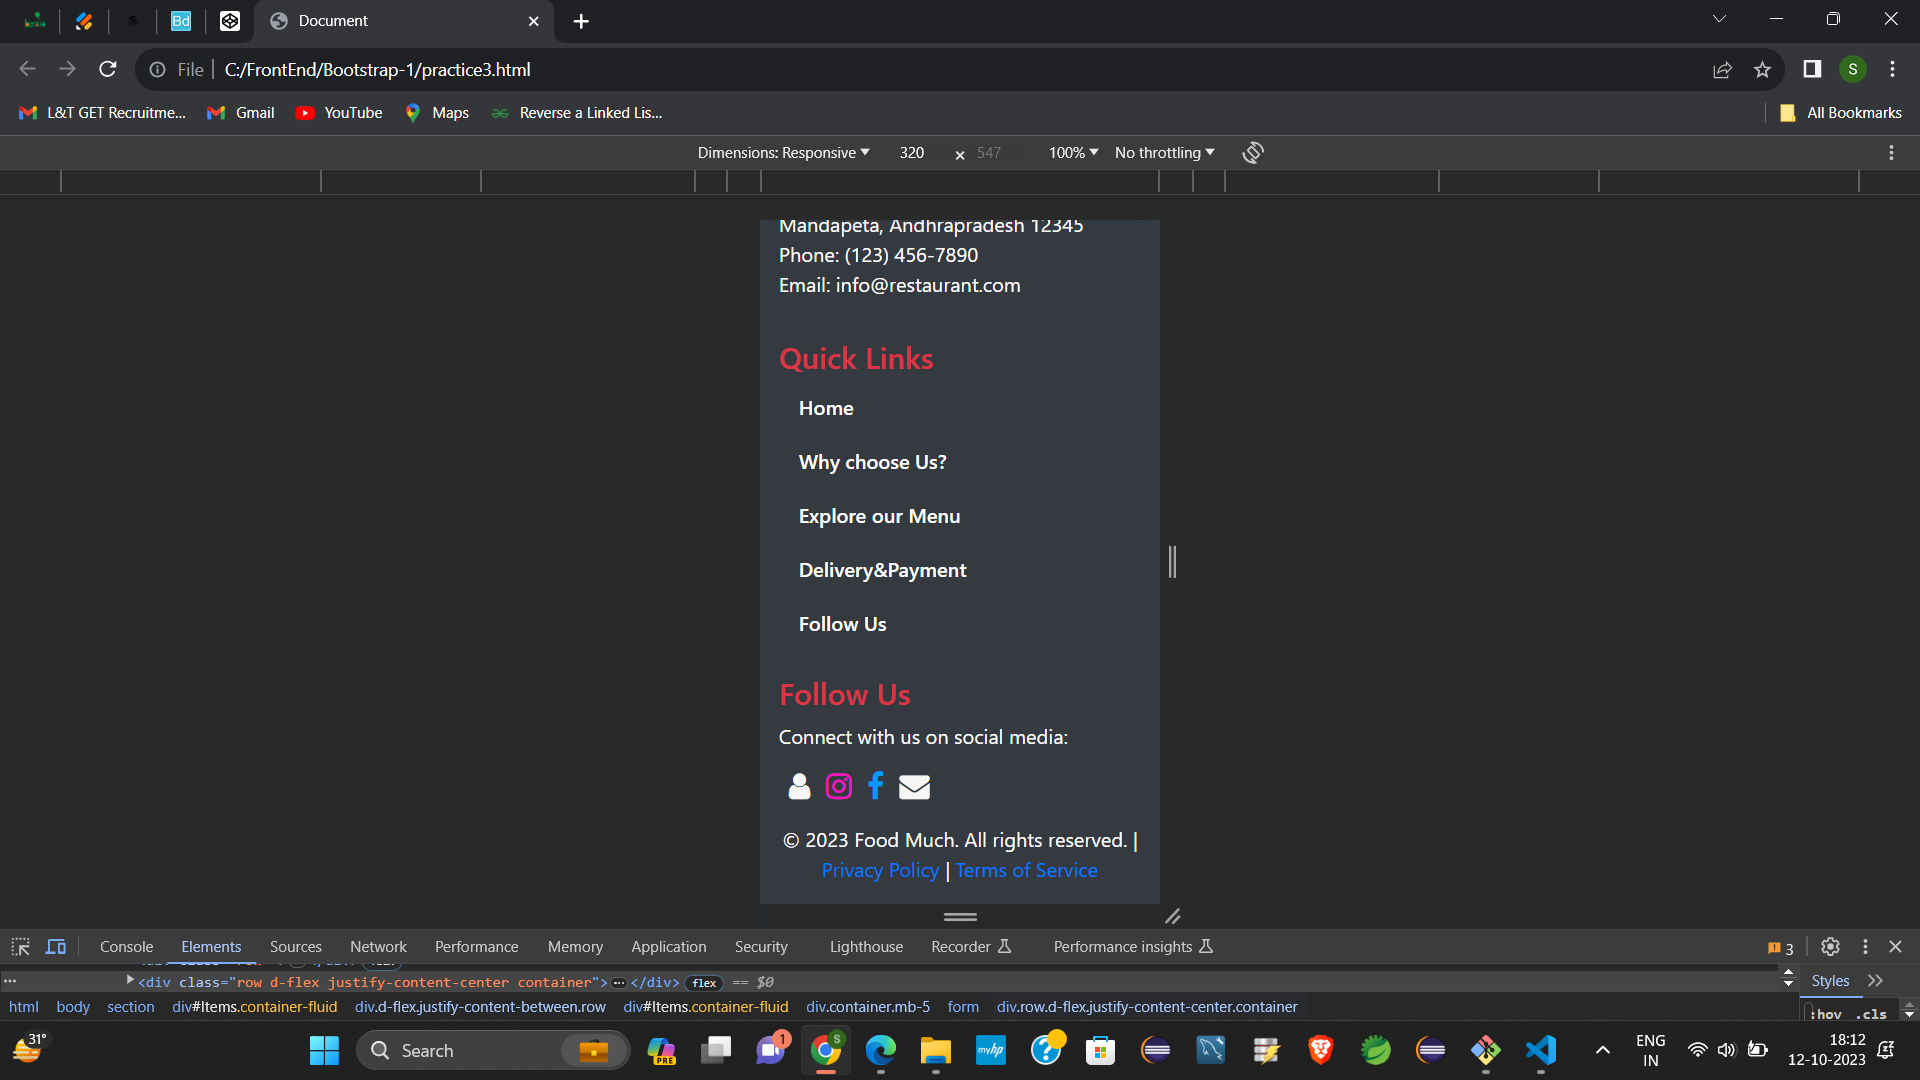 Bd
Document
File
C:/FrontEnd/Bootstrap-1/practice3.html
S
L&T GET Recruitme...
Gmail
YouTube
Maps
Reverse a Linked Lis...
All Bookmarks
Dimensions: Responsive
320
×
547
100%
No throttling
Mandapeta, Andhrapradesh 12345
Phone: (123) 456-7890
Email: info@restaurant.com
Quick Links
Home
Why choose Us?
Explore our Menu
Delivery&Payment
Follow Us
Follow Us
Connect with us on social media:
© 2023 Food Much. All rights reserved. |
Privacy Policy | Terms of Service
Console
Elements
Sources
Network
Performance
Memory
Application
Security
Lighthouse
Recorder
Performance insights
3
<div class="row d-flex justify-content-center container"> ... </div> flex == $0
Styles
html
body
section
div#Items.container-fluid
div.d-flex.justify-content-between.row
div#Items.container-fluid
div.container.mb-5
form
div.row.d-flex.justify-content-center.container
:hov .cls
31°
Search
PRE
1
S
myhp
ENG
IN
18:12
12-10-2023